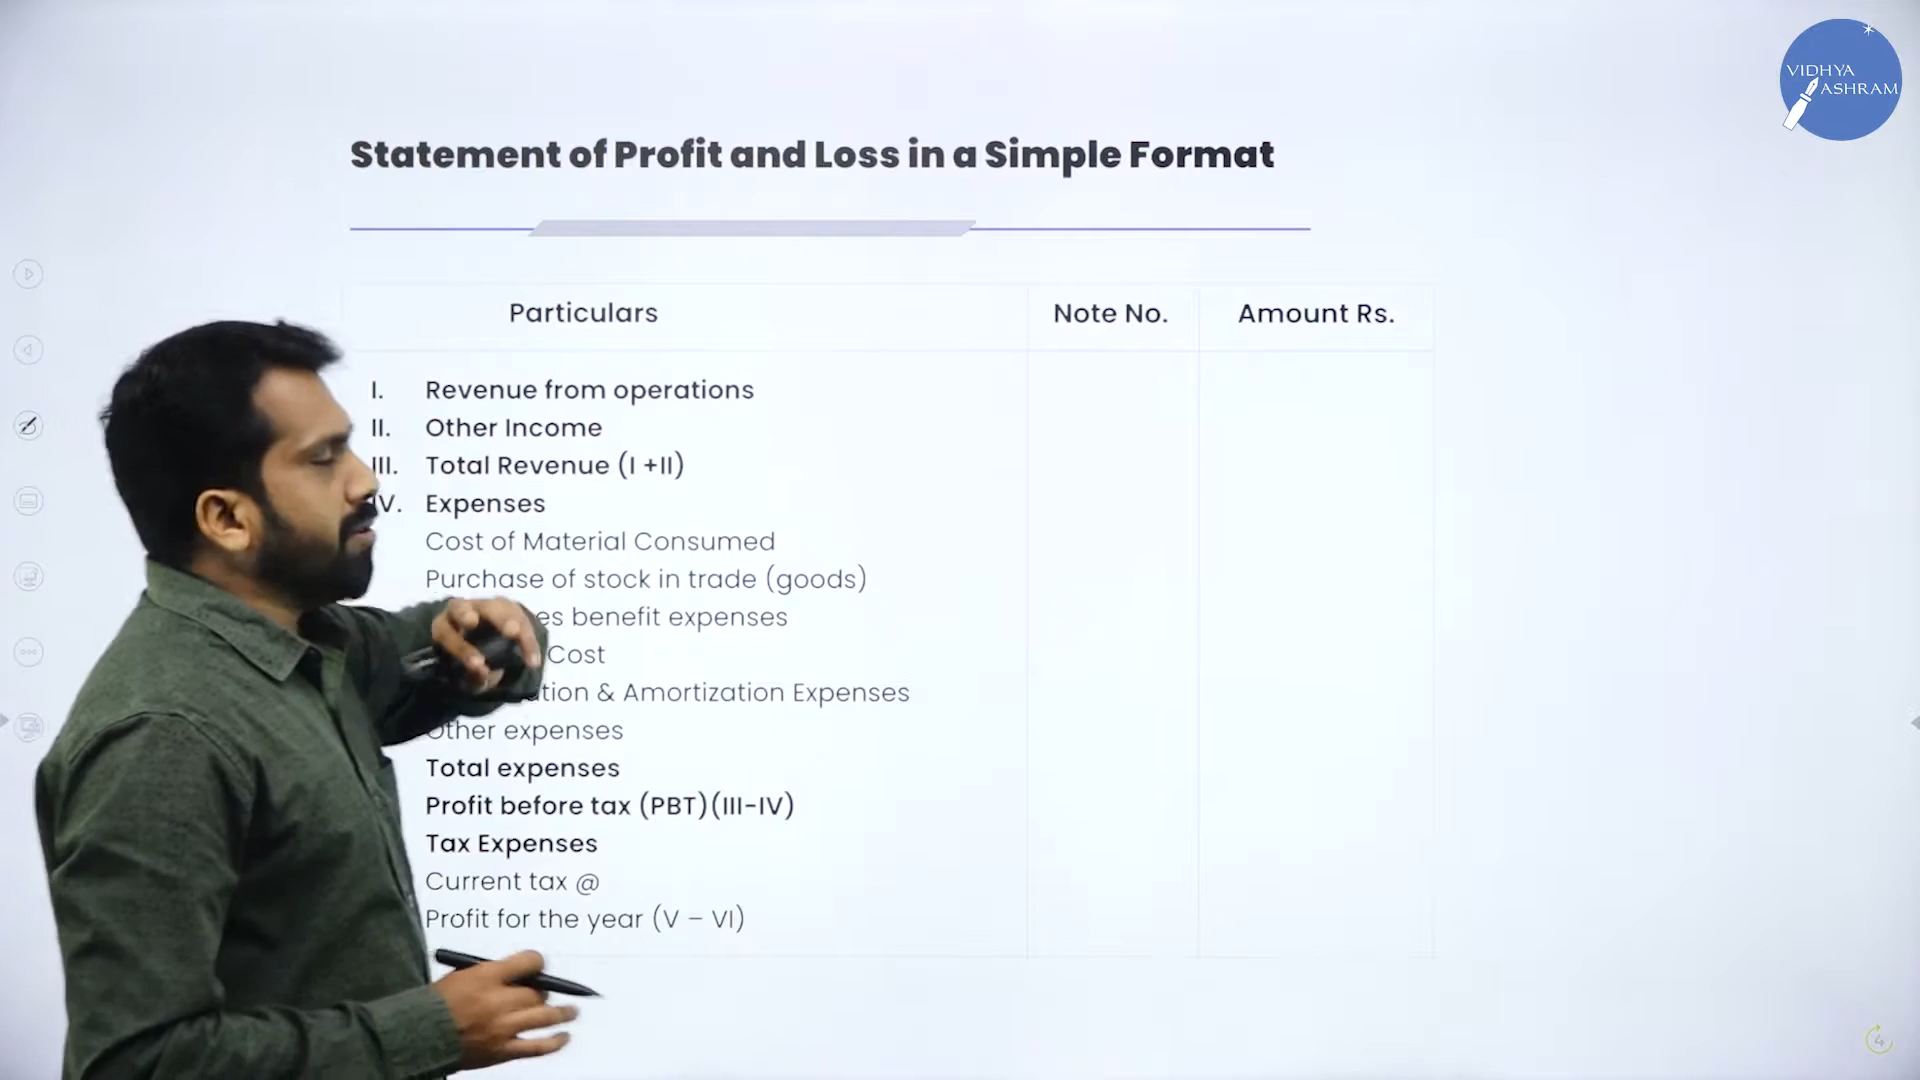 VIDHYA
ASHRAM
Statement of Profit and Loss in a Simple Format
Particulars Note No. Amount Rs.
I. Revenue from operations
II. Other Income
III. Total Revenue (I +II)
IV. Expenses
Cost of Material Consumed
Purchase of stock in trade (goods)
benefit expenses
Cost
& Amortization Expenses
Other expenses
Total expenses
Profit before tax (PBT)(III-IV)
Tax Expenses
Current tax @
Profit for the year (V – VI)
4